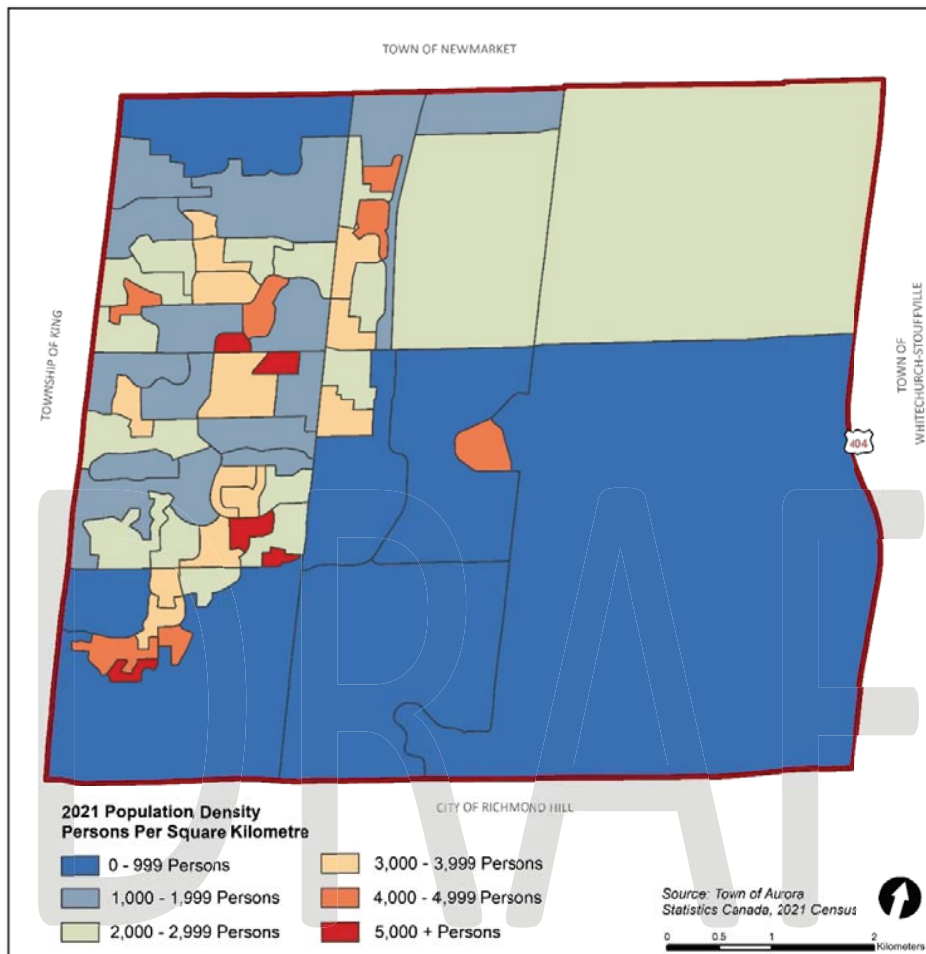 TOWN OF NEWMARKET
TOWNSHIP OF KING
TOWN OF
WHITECHURCH-STOUFFVILLE
404
DRAF
CITY OF RICHMOND HILL
2021 Population Density
Persons Per Square Kilometre
0 - 999 Persons
1,000 - 1,999 Persons
2,000 - 2,999 Persons
3,000 - 3,999 Persons
4,000 - 4,999 Persons
5,000 + Persons
Source: Town of Aurora
Statistics Canada, 2021 Census
0 0.5 1 2
Kilometers